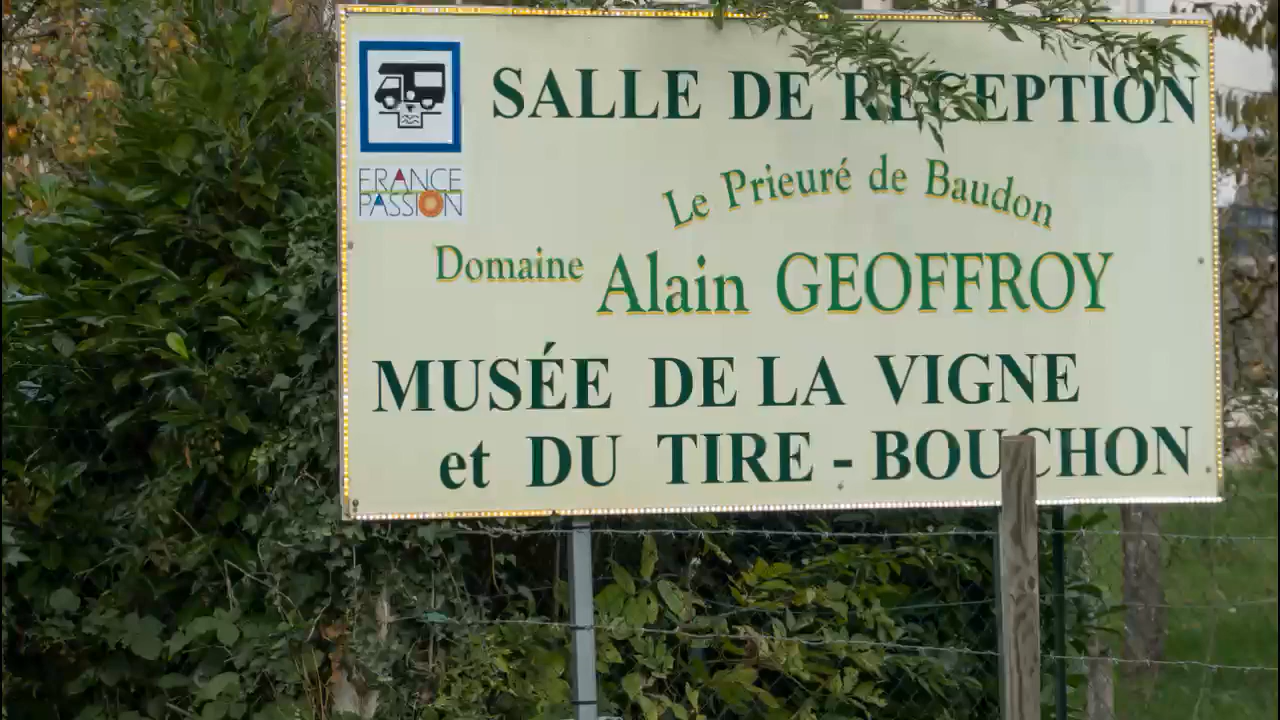 SALLE DE RECEPTION
FRANCE
PASSION
Le Prieuré de Baudon
Domaine Alain GEOFFROY
MUSÉE DE LA VIGNE
et DU TIRE - BOUCHON